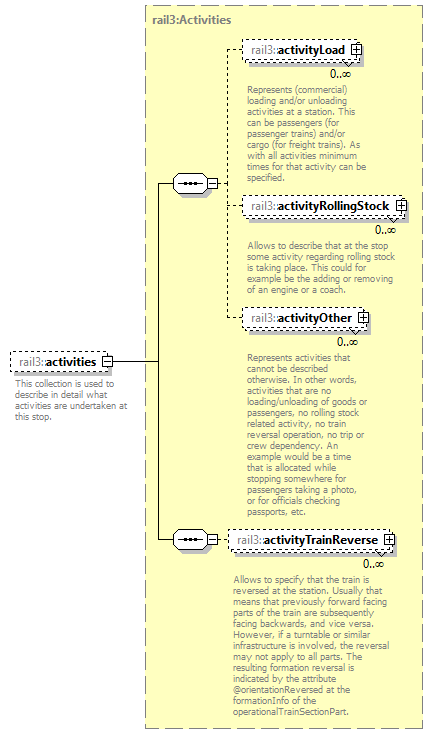 rail3:Activities
rail3::activityLoad
0..∞
Represents (commercial)
loading and/or unloading
activities at a station. This
can be passengers (for
passenger trains) and/or
cargo (for freight trains). As
with all activities minimum
times for that activity can be
specified.
rail3::activityRollingStock
0..∞
Allows to describe that at the stop
some activity regarding rolling stock
is taking place. This could for
example be the adding or removing
of an engine or a coach.
rail3::activityOther
0..∞
Represents activities that
cannot be described
otherwise. In other words,
activities that are no
loading/unloading of goods or
passengers, no rolling stock
related activity, no train
reversal operation, no trip or
crew dependency. An
example would be a time
that is allocated while
stopping somewhere for
passengers taking a photo,
or for officials checking
passports, etc.
rail3::activities
This collection is used to
describe in detail what
activities are undertaken at
this stop.
rail3::activityTrainReverse
0..∞
Allows to specify that the train is
reversed at the station. Usually that
means that previously forward facing
parts of the train are subsequently
facing backwards, and vice versa.
However, if a turntable or similar
infrastructure is involved, the reversal
may not apply to all parts. The
resulting formation reversal is
indicated by the attribute
@orientationReversed at the
formationInfo of the
operationalTrainSectionPart.